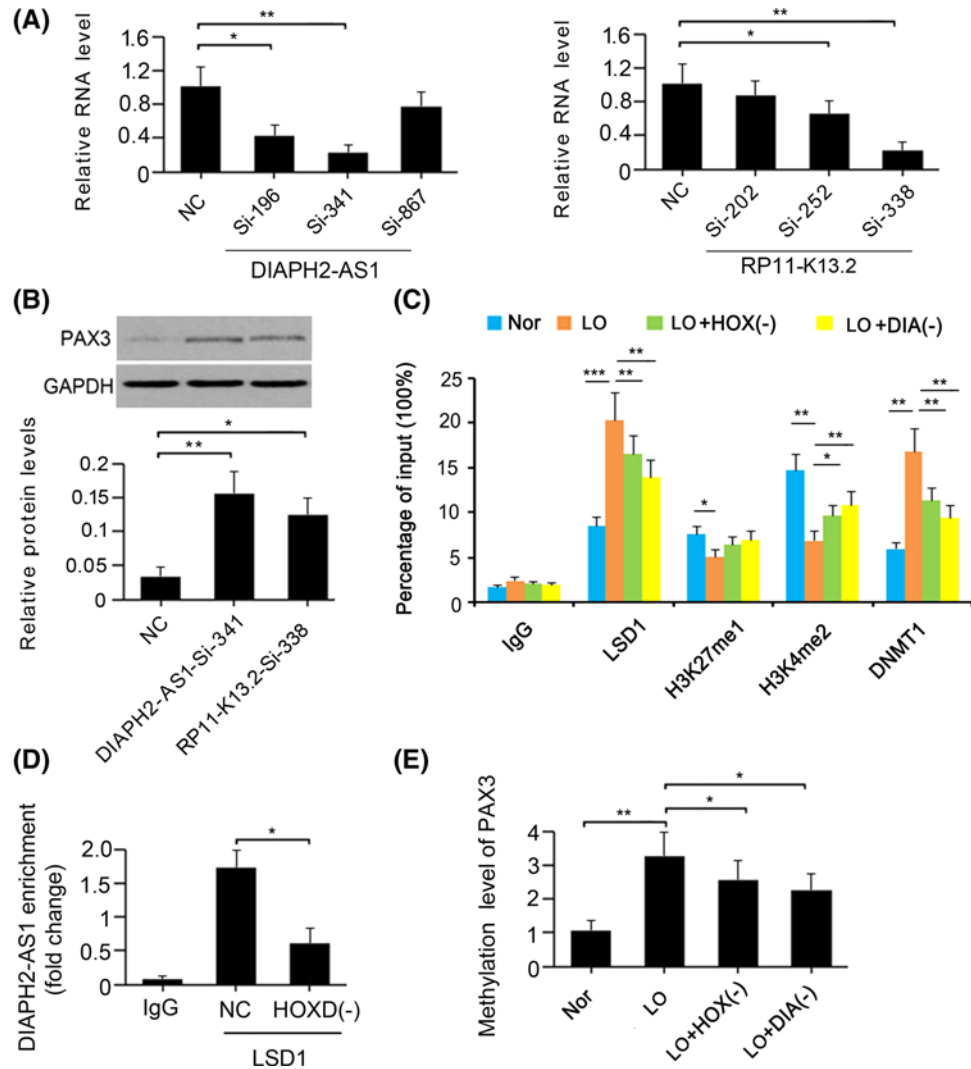 (A)
**
*
Relative RNA level
1.6
1.2
0.8
0.4
0
NC
Si-196
Si-341
Si-867
DIAPH2-AS1
**
*
Relative RNA level
1.6
1.2
0.8
0.4
0
NC
Si-202
Si-252
Si-338
RP11-K13.2
(B)
PAX3
GAPDH
*
**
Relative protein levels
0.2
0.15
0.1
0.05
0
NC
DIAPH2-AS1-Si-341
RP11-K13.2-Si-338
(C)
Nor LO LO+HOX(-) LO+DIA(-)
Percentage of input (100%)
25
20
15
10
5
0
*** ** **
*
** ** *
** ** **
IgG
LSD1
H3K27me1
H3K4me2
DNMT1
(D)
DIAPH2-AS1 enrichment
(fold change)
2.0
1.5
1
0.5
0
*
IgG
NC
HOXD(-)
LSD1
(E)
Methylation level of PAX3
4
3
2
1
0
**
*
*
Nor
LO
LO+HOX(-)
LO+DIA(-)